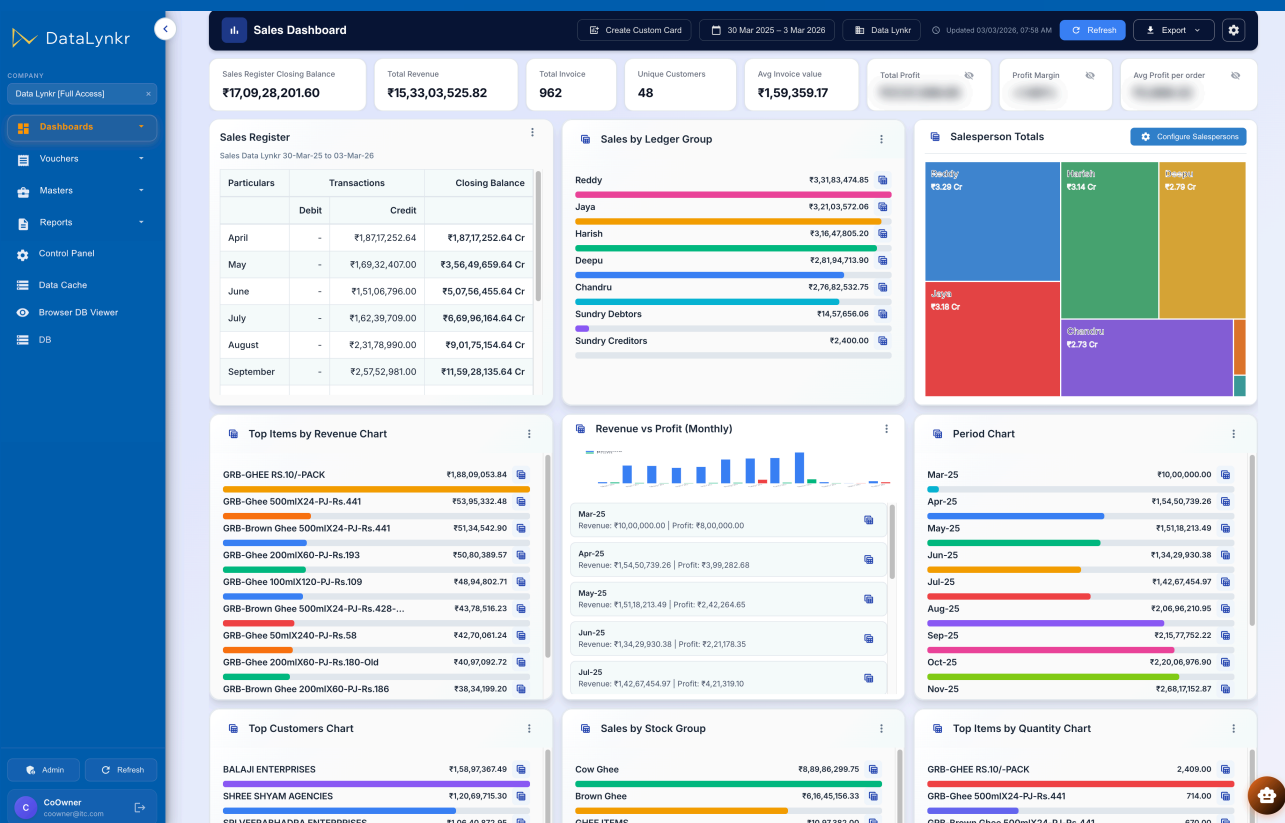 DataLynkr
COMPANY
Data Lynkr [Full Access] ×
Dashboards
Vouchers
Masters
Reports
Control Panel
Data Cache
Browser DB Viewer
DB
Admin
Refresh
C
CoOwner
coowner@itc.com
Sales Dashboard
Create Custom Card
30 Mar 2025 – 3 Mar 2026
Data Lynkr
Updated 03/03/2026, 07:58 AM
Refresh
Export
Sales Register Closing Balance
₹17,09,28,201.60
Total Revenue
₹15,33,03,525.82
Total Invoice
962
Unique Customers
48
Avg Invoice value
₹1,59,359.17
Total Profit
Profit Margin
Avg Profit per order
Sales Register
Sales Data Lynkr 30-Mar-25 to 03-Mar-26
Particulars Transactions Closing Balance
Debit Credit
April - ₹1,87,17,252.64 ₹1,87,17,252.64 Cr
May - ₹1,69,32,407.00 ₹3,56,49,659.64 Cr
June - ₹1,51,06,796.00 ₹5,07,56,455.64 Cr
July - ₹1,62,39,709.00 ₹6,69,96,164.64 Cr
August - ₹2,31,78,990.00 ₹9,01,75,154.64 Cr
September - ₹2,57,52,981.00 ₹11,59,28,135.64 Cr
Sales by Ledger Group
Reddy ₹3,31,83,474.85
Jaya ₹3,21,03,572.06
Harish ₹3,16,47,805.20
Deepu ₹2,81,94,713.90
Chandru ₹2,76,82,532.75
Sundry Debtors ₹14,57,656.06
Sundry Creditors ₹2,400.00
Salesperson Totals
Configure Salespersons
Reddy
₹3.29 Cr
Harish
₹3.14 Cr
Deepu
₹2.79 Cr
Jaya
₹3.18 Cr
Chandru
₹2.73 Cr
Top Items by Revenue Chart
GRB-GHEE RS.10/-PACK ₹1,88,09,053.84
GRB-Ghee 500mlX24-PJ-Rs.441 ₹53,95,332.48
GRB-Brown Ghee 500mlX24-PJ-Rs.441 ₹51,34,542.90
GRB-Ghee 200mlX60-PJ-Rs.193 ₹50,80,389.57
GRB-Ghee 100mlX120-PJ-Rs.109 ₹48,94,802.71
GRB-Brown Ghee 500mlX24-PJ-Rs.428-... ₹43,78,516.23
GRB-Ghee 50mlX240-PJ-Rs.58 ₹42,70,061.24
GRB-Ghee 200mlX60-PJ-Rs.180-Old ₹40,97,092.72
GRB-Brown Ghee 200mlX60-PJ-Rs.186 ₹38,34,199.20
Revenue vs Profit (Monthly)
Mar-25
Revenue: ₹10,00,000.00 | Profit: ₹8,00,000.00
Apr-25
Revenue: ₹1,54,50,739.26 | Profit: ₹3,99,282.68
May-25
Revenue: ₹1,51,18,213.49 | Profit: ₹2,42,264.65
Jun-25
Revenue: ₹1,34,29,930.38 | Profit: ₹2,21,178.35
Jul-25
Revenue: ₹1,42,67,454.97 | Profit: ₹4,21,319.10
Period Chart
Mar-25 ₹10,00,000.00
Apr-25 ₹1,54,50,739.26
May-25 ₹1,51,18,213.49
Jun-25 ₹1,34,29,930.38
Jul-25 ₹1,42,67,454.97
Aug-25 ₹2,06,96,210.95
Sep-25 ₹2,15,77,752.22
Oct-25 ₹2,20,06,976.90
Nov-25 ₹2,68,17,152.87
Top Customers Chart
BALAJI ENTERPRISES ₹1,58,97,367.49
SHREE SHYAM AGENCIES ₹1,20,69,715.30
SRI VEERABHADRA ENTERPRISES ₹1,06,40,872.95
Sales by Stock Group
Cow Ghee ₹8,89,86,299.75
Brown Ghee ₹6,16,45,156.33
GHEE ITEMS ₹10,97,382.00
Top Items by Quantity Chart
GRB-GHEE RS.10/-PACK 2,409.00
GRB-Ghee 500mlX24-PJ-Rs.441 714.00
GRB-Brown Ghee 500mlX24-PJ-Rs.441 670.00